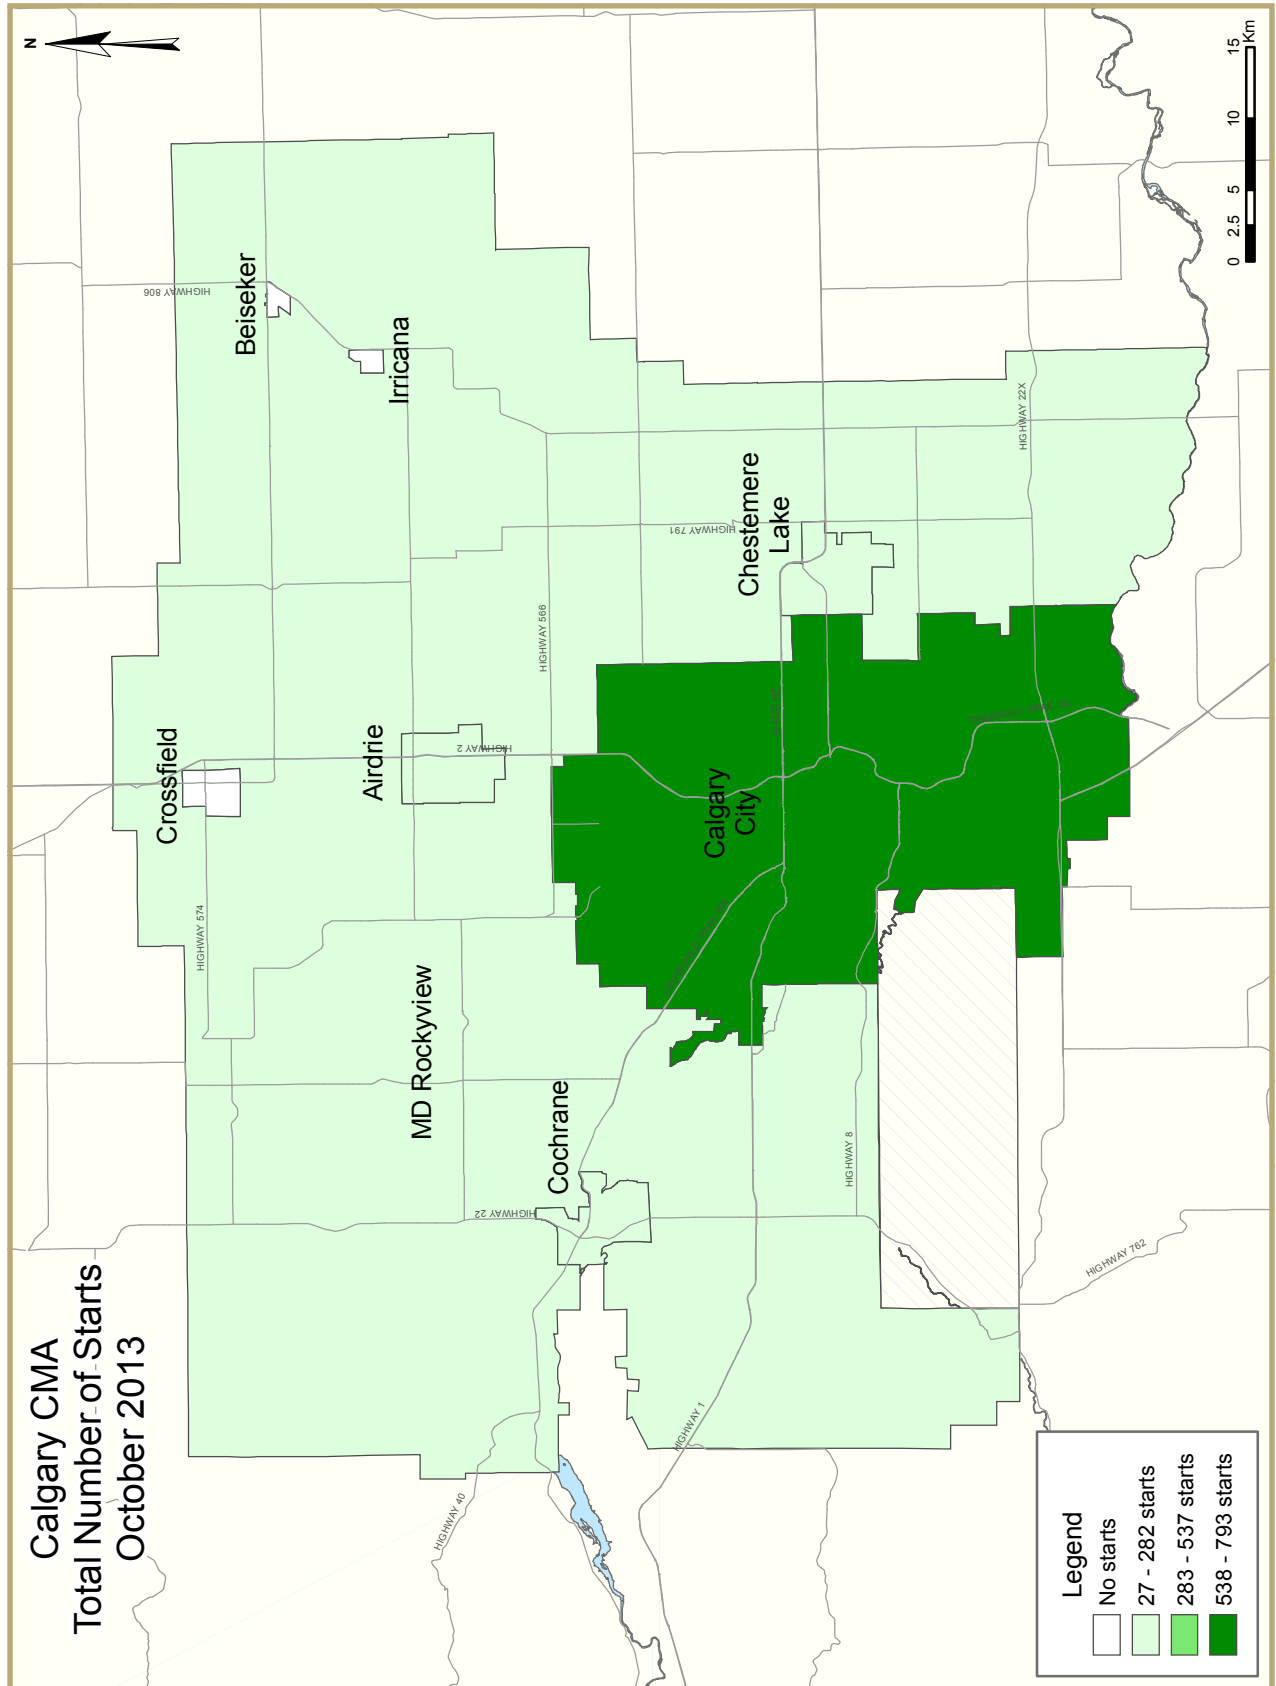 Calgary CMA
Total Number of Starts
October 2013
N
Beiseker
HIGHWAY 806
Irricana
Crossfield
Airdrie
HIGHWAY 2
HIGHWAY 574
HIGHWAY 566
MD Rockyview
Cochrane
HIGHWAY 22
HIGHWAY 40
Chestemere
Lake
HIGHWAY 791
Calgary
City
HIGHWAY 22X
HIGHWAY 8
HIGHWAY 1
HIGHWAY 762
Legend
No starts
27 - 282 starts
283 - 537 starts
538 - 793 starts
0 2.5 5 10 15
Km